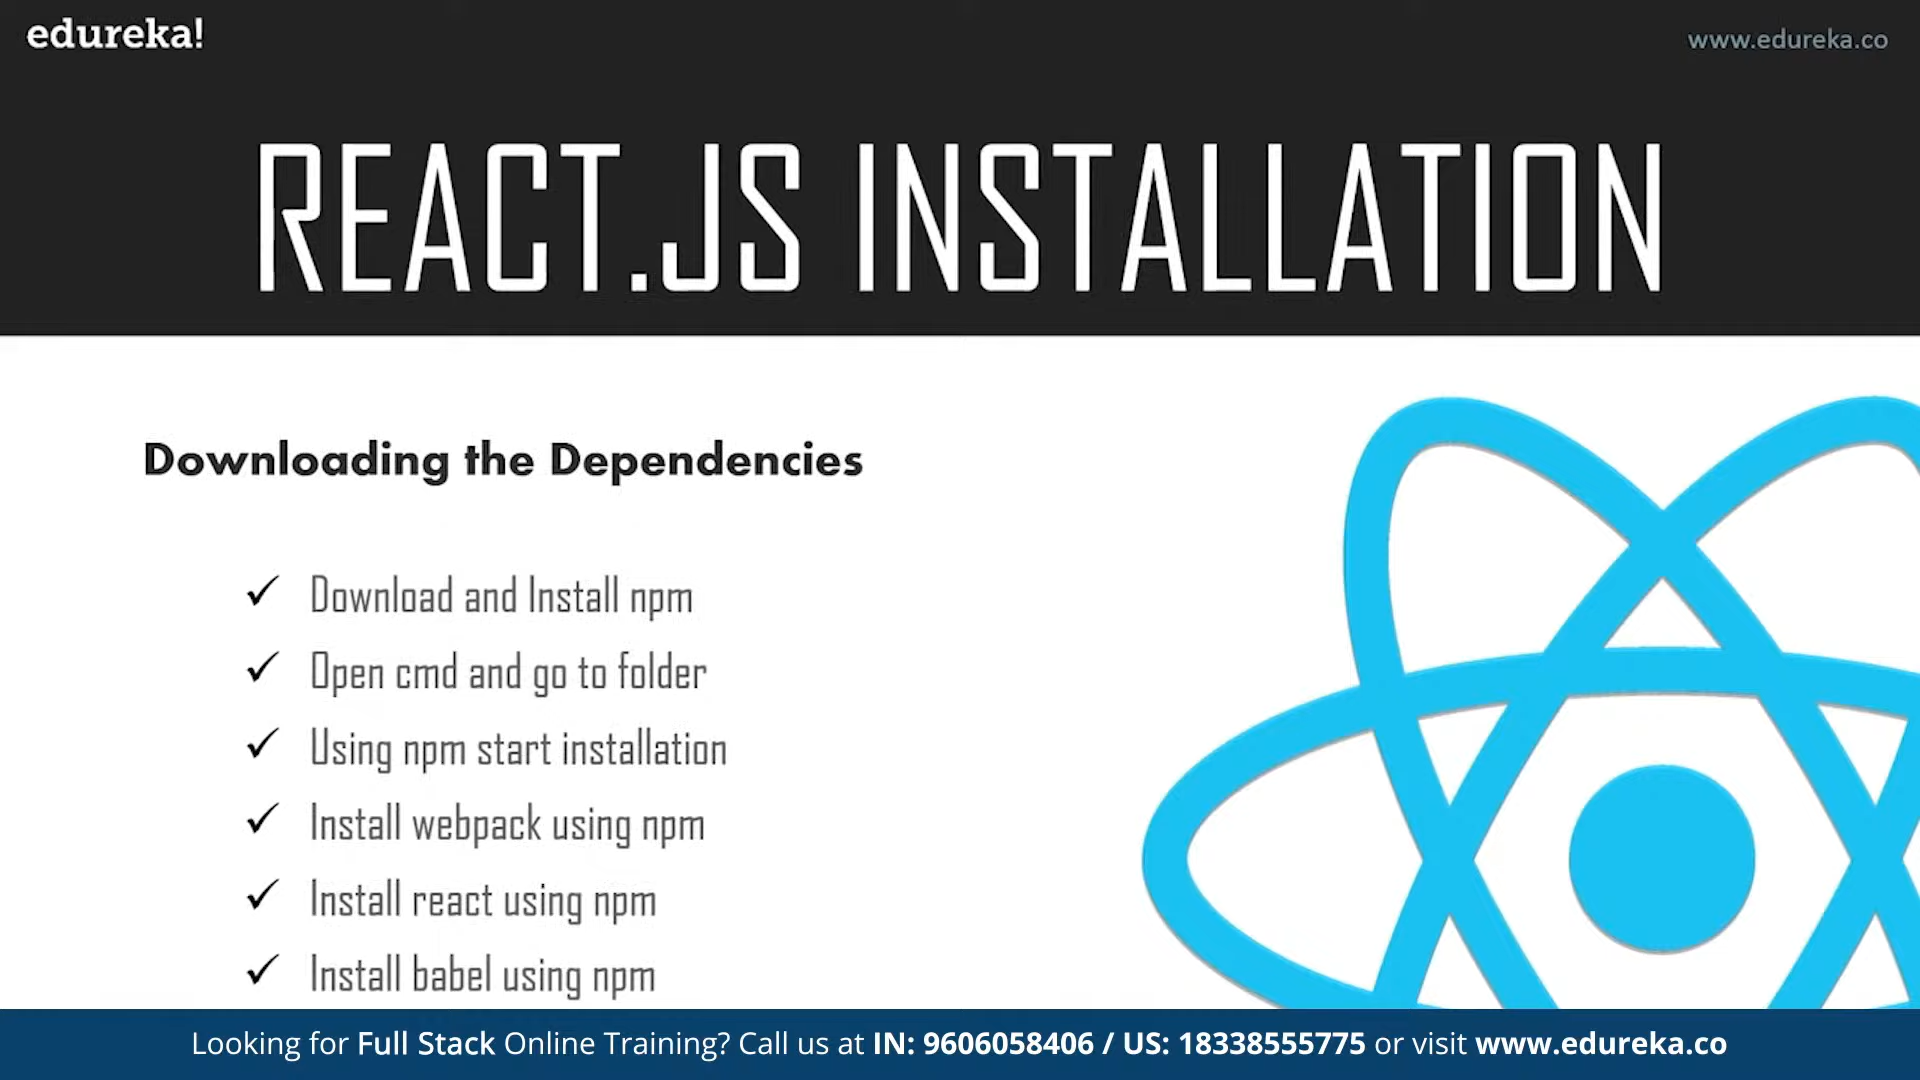 edureka!
www.edureka.co
REACT.JS INSTALLATION
Downloading the Dependencies
✓ Download and Install npm
✓ Open cmd and go to folder
✓ Using npm start installation
✓ Install webpack using npm
✓ Install react using npm
✓ Install babel using npm
Looking for Full Stack Online Training? Call us at IN: 9606058406 / US: 18338555775 or visit www.edureka.co